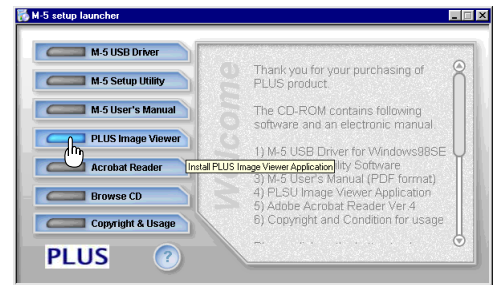 M-5 setup launcher
M-5 USB Driver
M-5 Setup Utility
M-5 User's Manual
PLUS Image Viewer
Acrobat Reader
Browse CD
Copyright & Usage
PLUS
?
Install PLUS Image Viewer Application
Welcome
Thank you for your purchasing of
PLUS product.
The CD-ROM contains following
software and an electronic manual.
1) M-5 USB Driver for Windows98SE
ility Software
3) M-5 User's Manual (PDF format)
4) PLSU Image Viewer Application
5) Adobe Acrobat Reader Ver 4
6) Copyright and Condition for usage